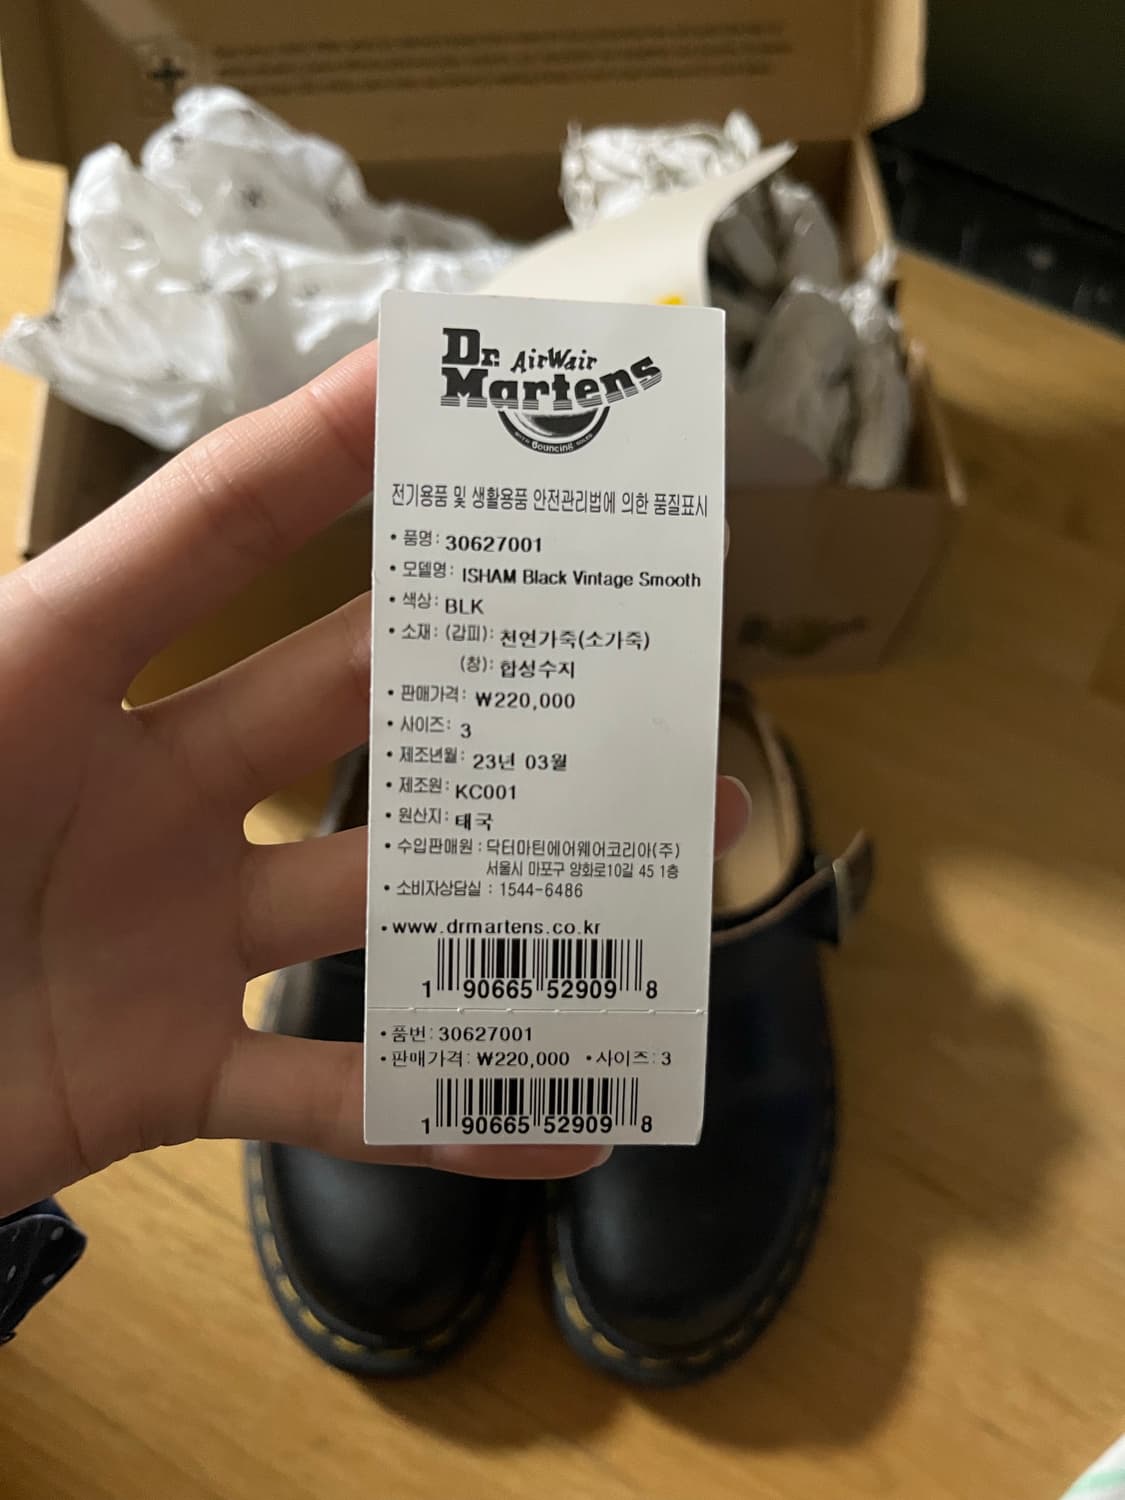 Dr. AirWair
Martens
WITH Bouncing SOLES
전기용품 및 생활용품 안전관리법에 의한 품질표시
• 품명: 30627001
• 모델명: ISHAM Black Vintage Smooth
• 색상: BLK
• 소재: (갑피): 천연가죽(소가죽)
(창): 합성수지
• 판매가격: ₩220,000
• 사이즈: 3
• 제조년월: 23년 03월
• 제조원: KC001
• 원산지: 태국
• 수입판매원 : 닥터마틴에어웨어코리아(주)
서울시 마포구 양화로10길 45 1층
• 소비자상담실 : 1544-6486
• www.drmartens.co.kr
1 90665 52909 8
• 품번: 30627001
• 판매가격: ₩220,000 • 사이즈: 3
1 90665 52909 8